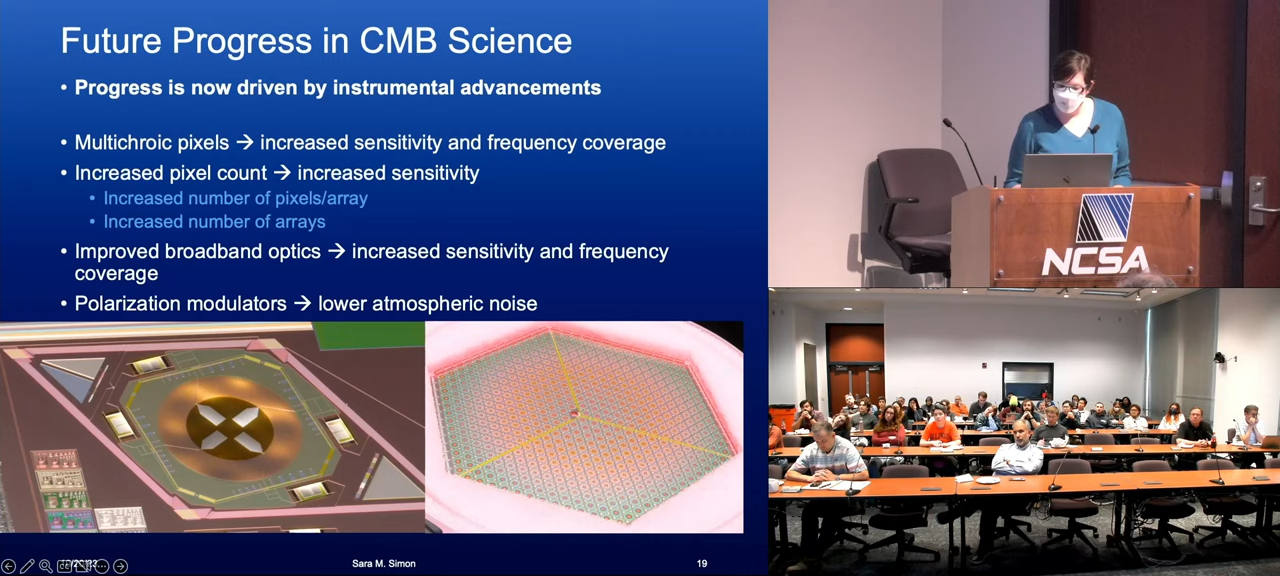 Future Progress in CMB Science
• Progress is now driven by instrumental advancements
• Multichroic pixels → increased sensitivity and frequency coverage
• Increased pixel count → increased sensitivity
• Increased number of pixels/array
• Increased number of arrays
• Improved broadband optics → increased sensitivity and frequency
coverage
• Polarization modulators → lower atmospheric noise
Sara M. Simon
19
NCSA